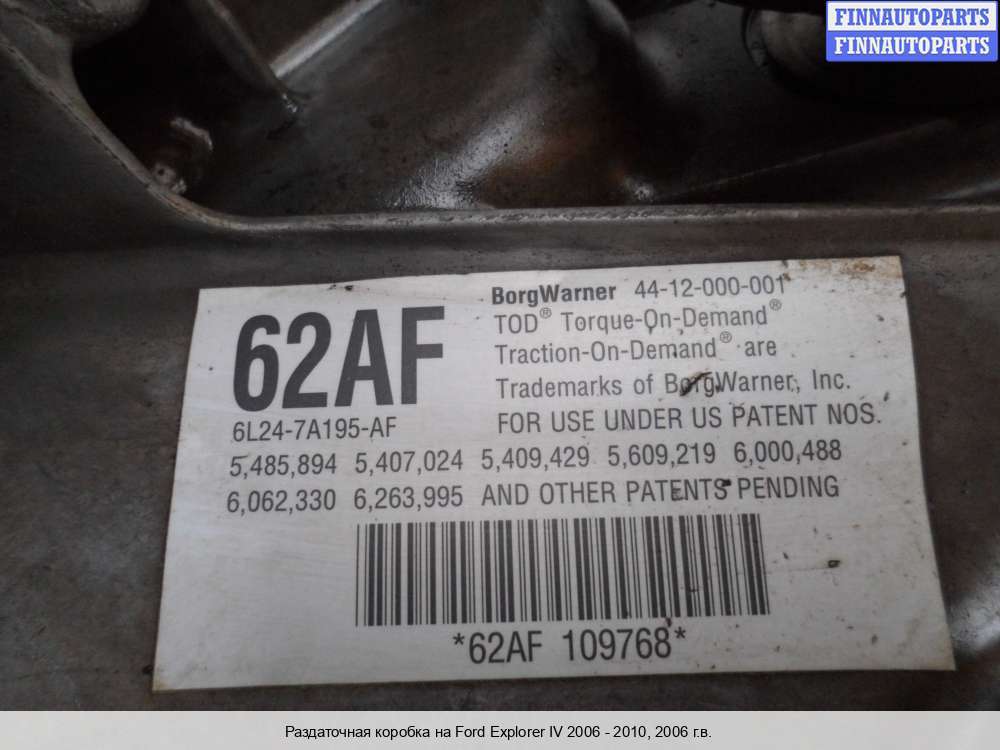 FINNAUTOPARTS
FINNAUTOPARTS
BorgWarner 44-12-000-001
62AF
TOD® Torque-On-Demand®
Traction-On-Demand® are
Trademarks of BorgWarner, Inc.
6L24-7A195-AF
FOR USE UNDER US PATENT NOS.
5,485,894 5,407,024 5,409,429 5,609,219 6,000,488
6,062,330 6,263,995 AND OTHER PATENTS PENDING
*62AF 109768*
Раздаточная коробка на Ford Explorer IV 2006 - 2010, 2006 г.в.